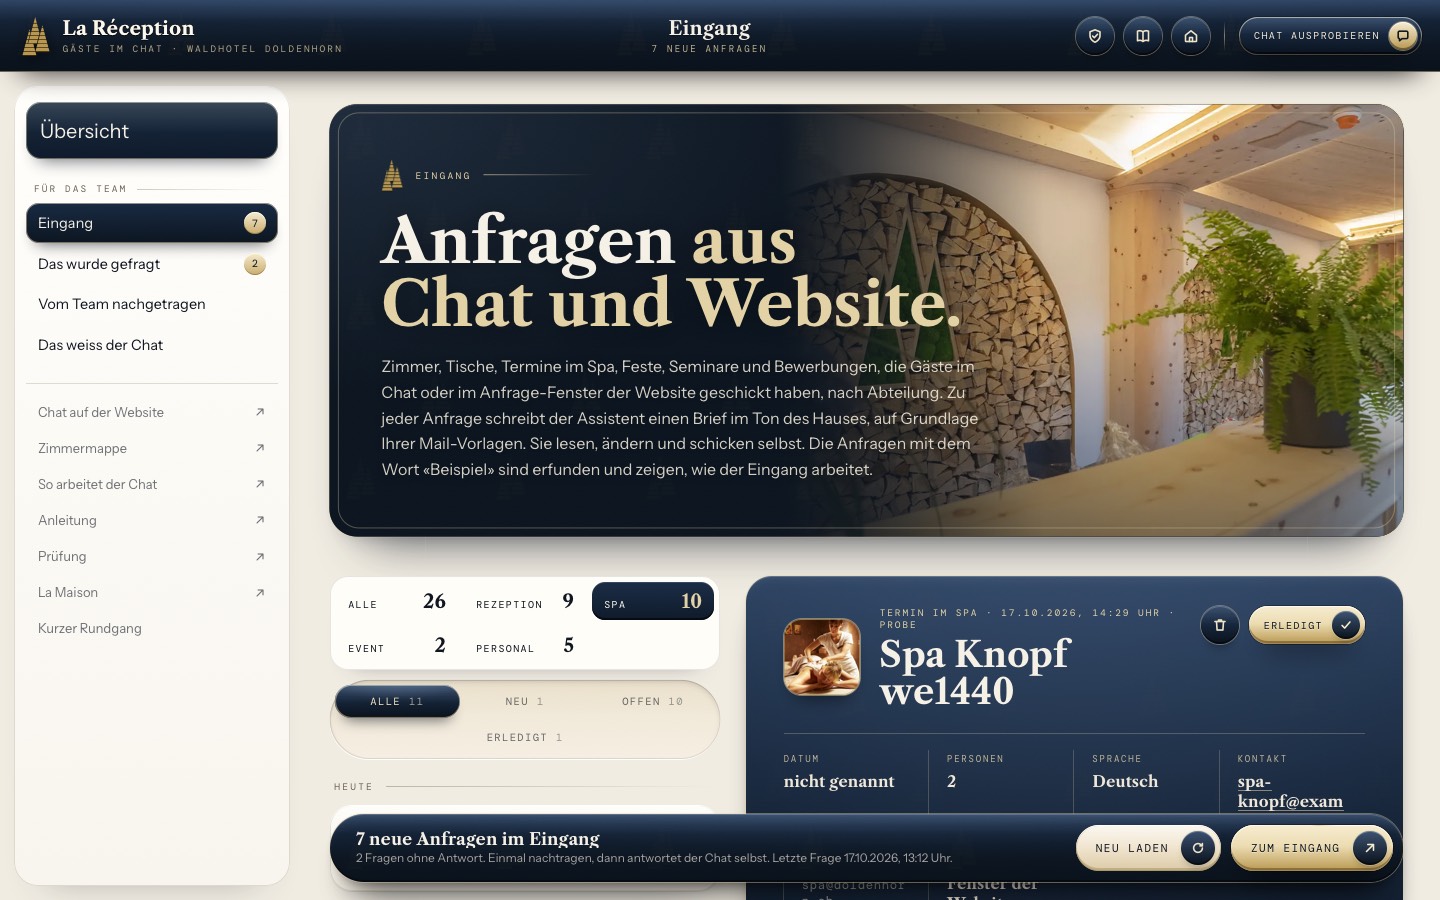 La Réception
GÄSTE IM CHAT · WALDHOTEL DOLDENHORN
Eingang
7 NEUE ANFRAGEN
CHAT AUSPROBIEREN
Übersicht
FÜR DAS TEAM
Eingang 7
Das wurde gefragt 2
Vom Team nachgetragen
Das weiss der Chat
Chat auf der Website
Zimmermappe
So arbeitet der Chat
Anleitung
Prüfung
La Maison
Kurzer Rundgang
EINGANG
Anfragen aus
Chat und Website.
Zimmer, Tische, Termine im Spa, Feste, Seminare und Bewerbungen, die Gäste im
Chat oder im Anfrage-Fenster der Website geschickt haben, nach Abteilung. Zu
jeder Anfrage schreibt der Assistent einen Brief im Ton des Hauses, auf Grundlage
Ihrer Mail-Vorlagen. Sie lesen, ändern und schicken selbst. Die Anfragen mit dem
Wort «Beispiel» sind erfunden und zeigen, wie der Eingang arbeitet.
ALLE 26 REZEPTION 9 SPA 10
EVENT 2 PERSONAL 5
ALLE 11 NEU 1 OFFEN 10
ERLEDIGT 1
HEUTE
TERMIN IM SPA · 17.10.2026, 14:29 UHR ·
PROBE
Spa Knopf
we1440
ERLEDIGT
DATUM
nicht genannt
PERSONEN
2
SPRACHE
Deutsch
KONTAKT
spa-
knopf@exam
7 neue Anfragen im Eingang
2 Fragen ohne Antwort. Einmal nachtragen, dann antwortet der Chat selbst. Letzte Frage 17.10.2026, 13:12 Uhr.
NEU LADEN
ZUM EINGANG
spa@doldenhor
Fenster der